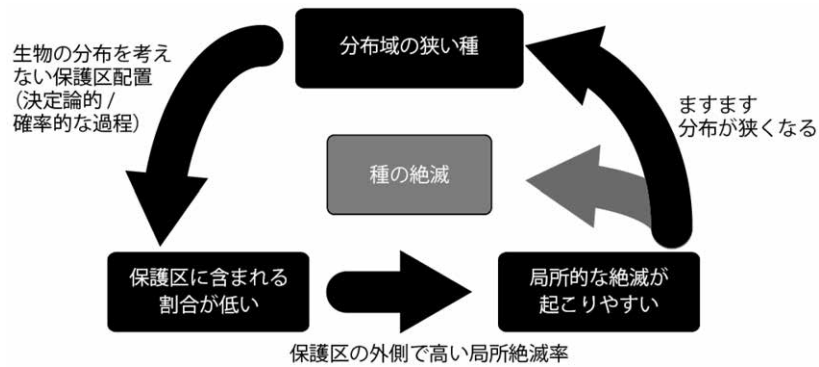 分布域の狭い種
生物の分布を考え
ない保護区配置
（決定論的 /
確率的な過程）
ますます
分布が狭くなる
種の絶滅
保護区に含まれる
割合が低い
局所的な絶滅が
起こりやすい
保護区の外側で高い局所絶滅率